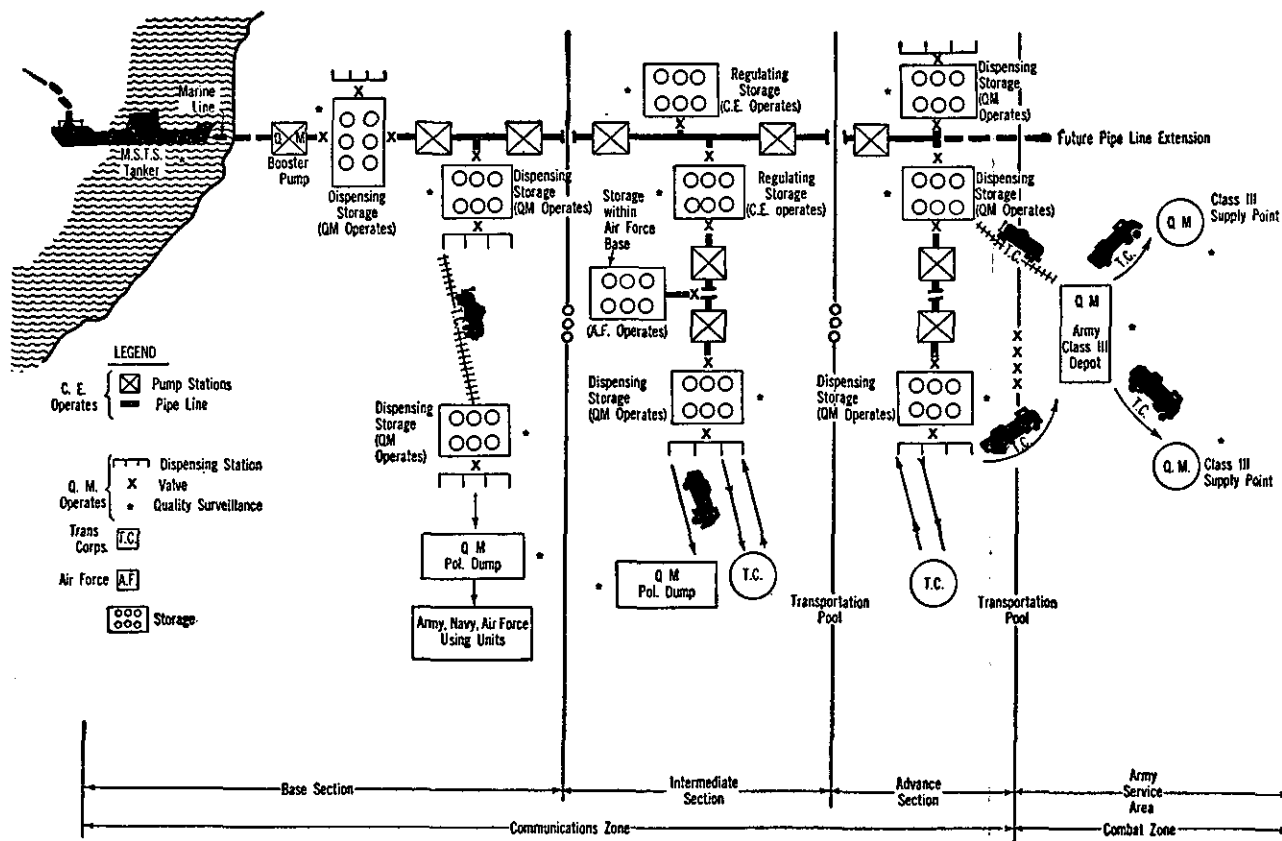 Marine
Line
M.S.T.S.
Tanker
Q M
Booster
Pump
Dispensing
Storage
(QM Operates)
Dispensing
Storage
(QM Operates)
T.C.
Dispensing
Storage
(QM
Operates)
Q M
Pol. Dump
Army, Navy, Air Force
Using Units
Regulating
Storage
(C.E. Operates)
Regulating
Storage
(C.E. operates)
Storage
within
Air Force
Base
(A.F. Operates)
Dispensing
Storage
(QM Operates)
Q M
Pol. Dump
T.C.
Transportation
Pool
Dispensing
Storage
(QM
Operates)
Future Pipe Line Extension
Dispensing
Storage
(QM Operates)
T.C.
Dispensing
Storage
(QM Operates)
T.C.
T.C.
Transportation
Pool
Q M
Army
Class III
Depot
T.C.
Q M
Class III
Supply Point
T.C.
Q M.
Class III
Supply Point
LEGEND
C. E.
Operates
Pump Stations
Pipe Line
Q. M.
Operates
Dispensing Station
X Valve
* Quality Surveillance
Trans
Corps.
T.C.
Air Force
A.F.
Storage
Base Section
Intermediate
Section
Advance
Section
Army
Service
Area
Communications Zone
Combat Zone